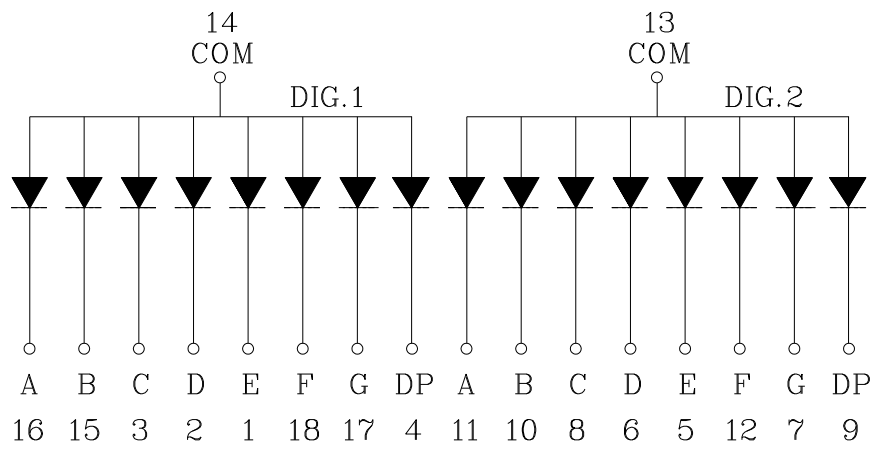 14 13
COM COM
DIG.1 DIG.2
A B C D E F G DP A B C D E F G DP
16 15 3 2 1 18 17 4 11 10 8 6 5 12 7 9